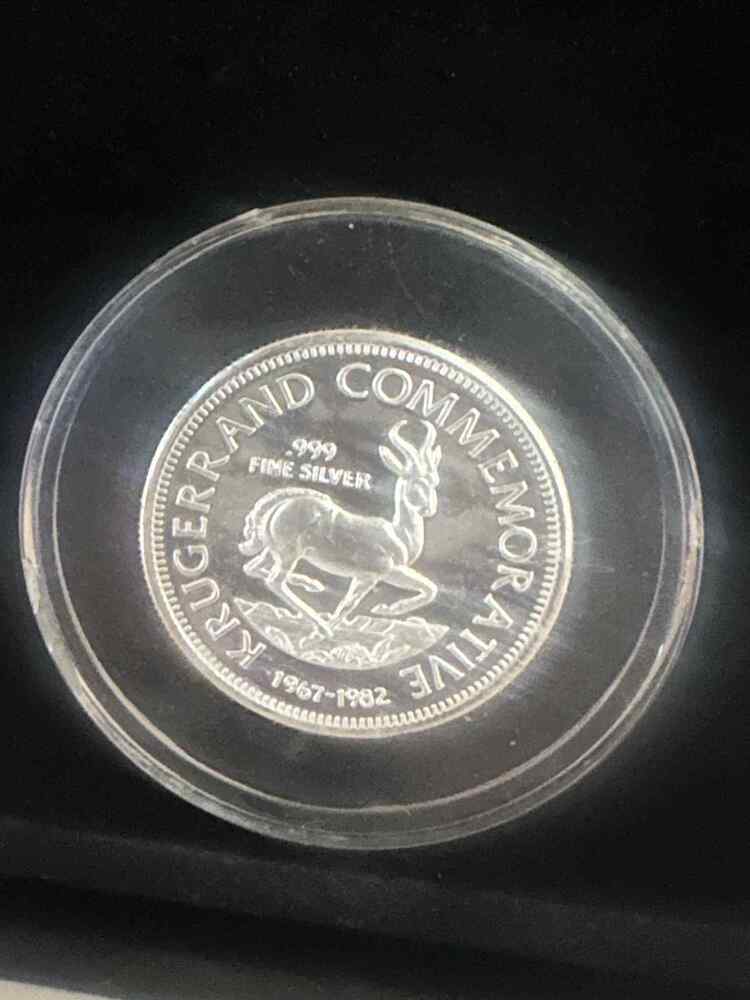 KRUGERRAND COMMEMORATIVE
.999
FINE SILVER
1967-1982